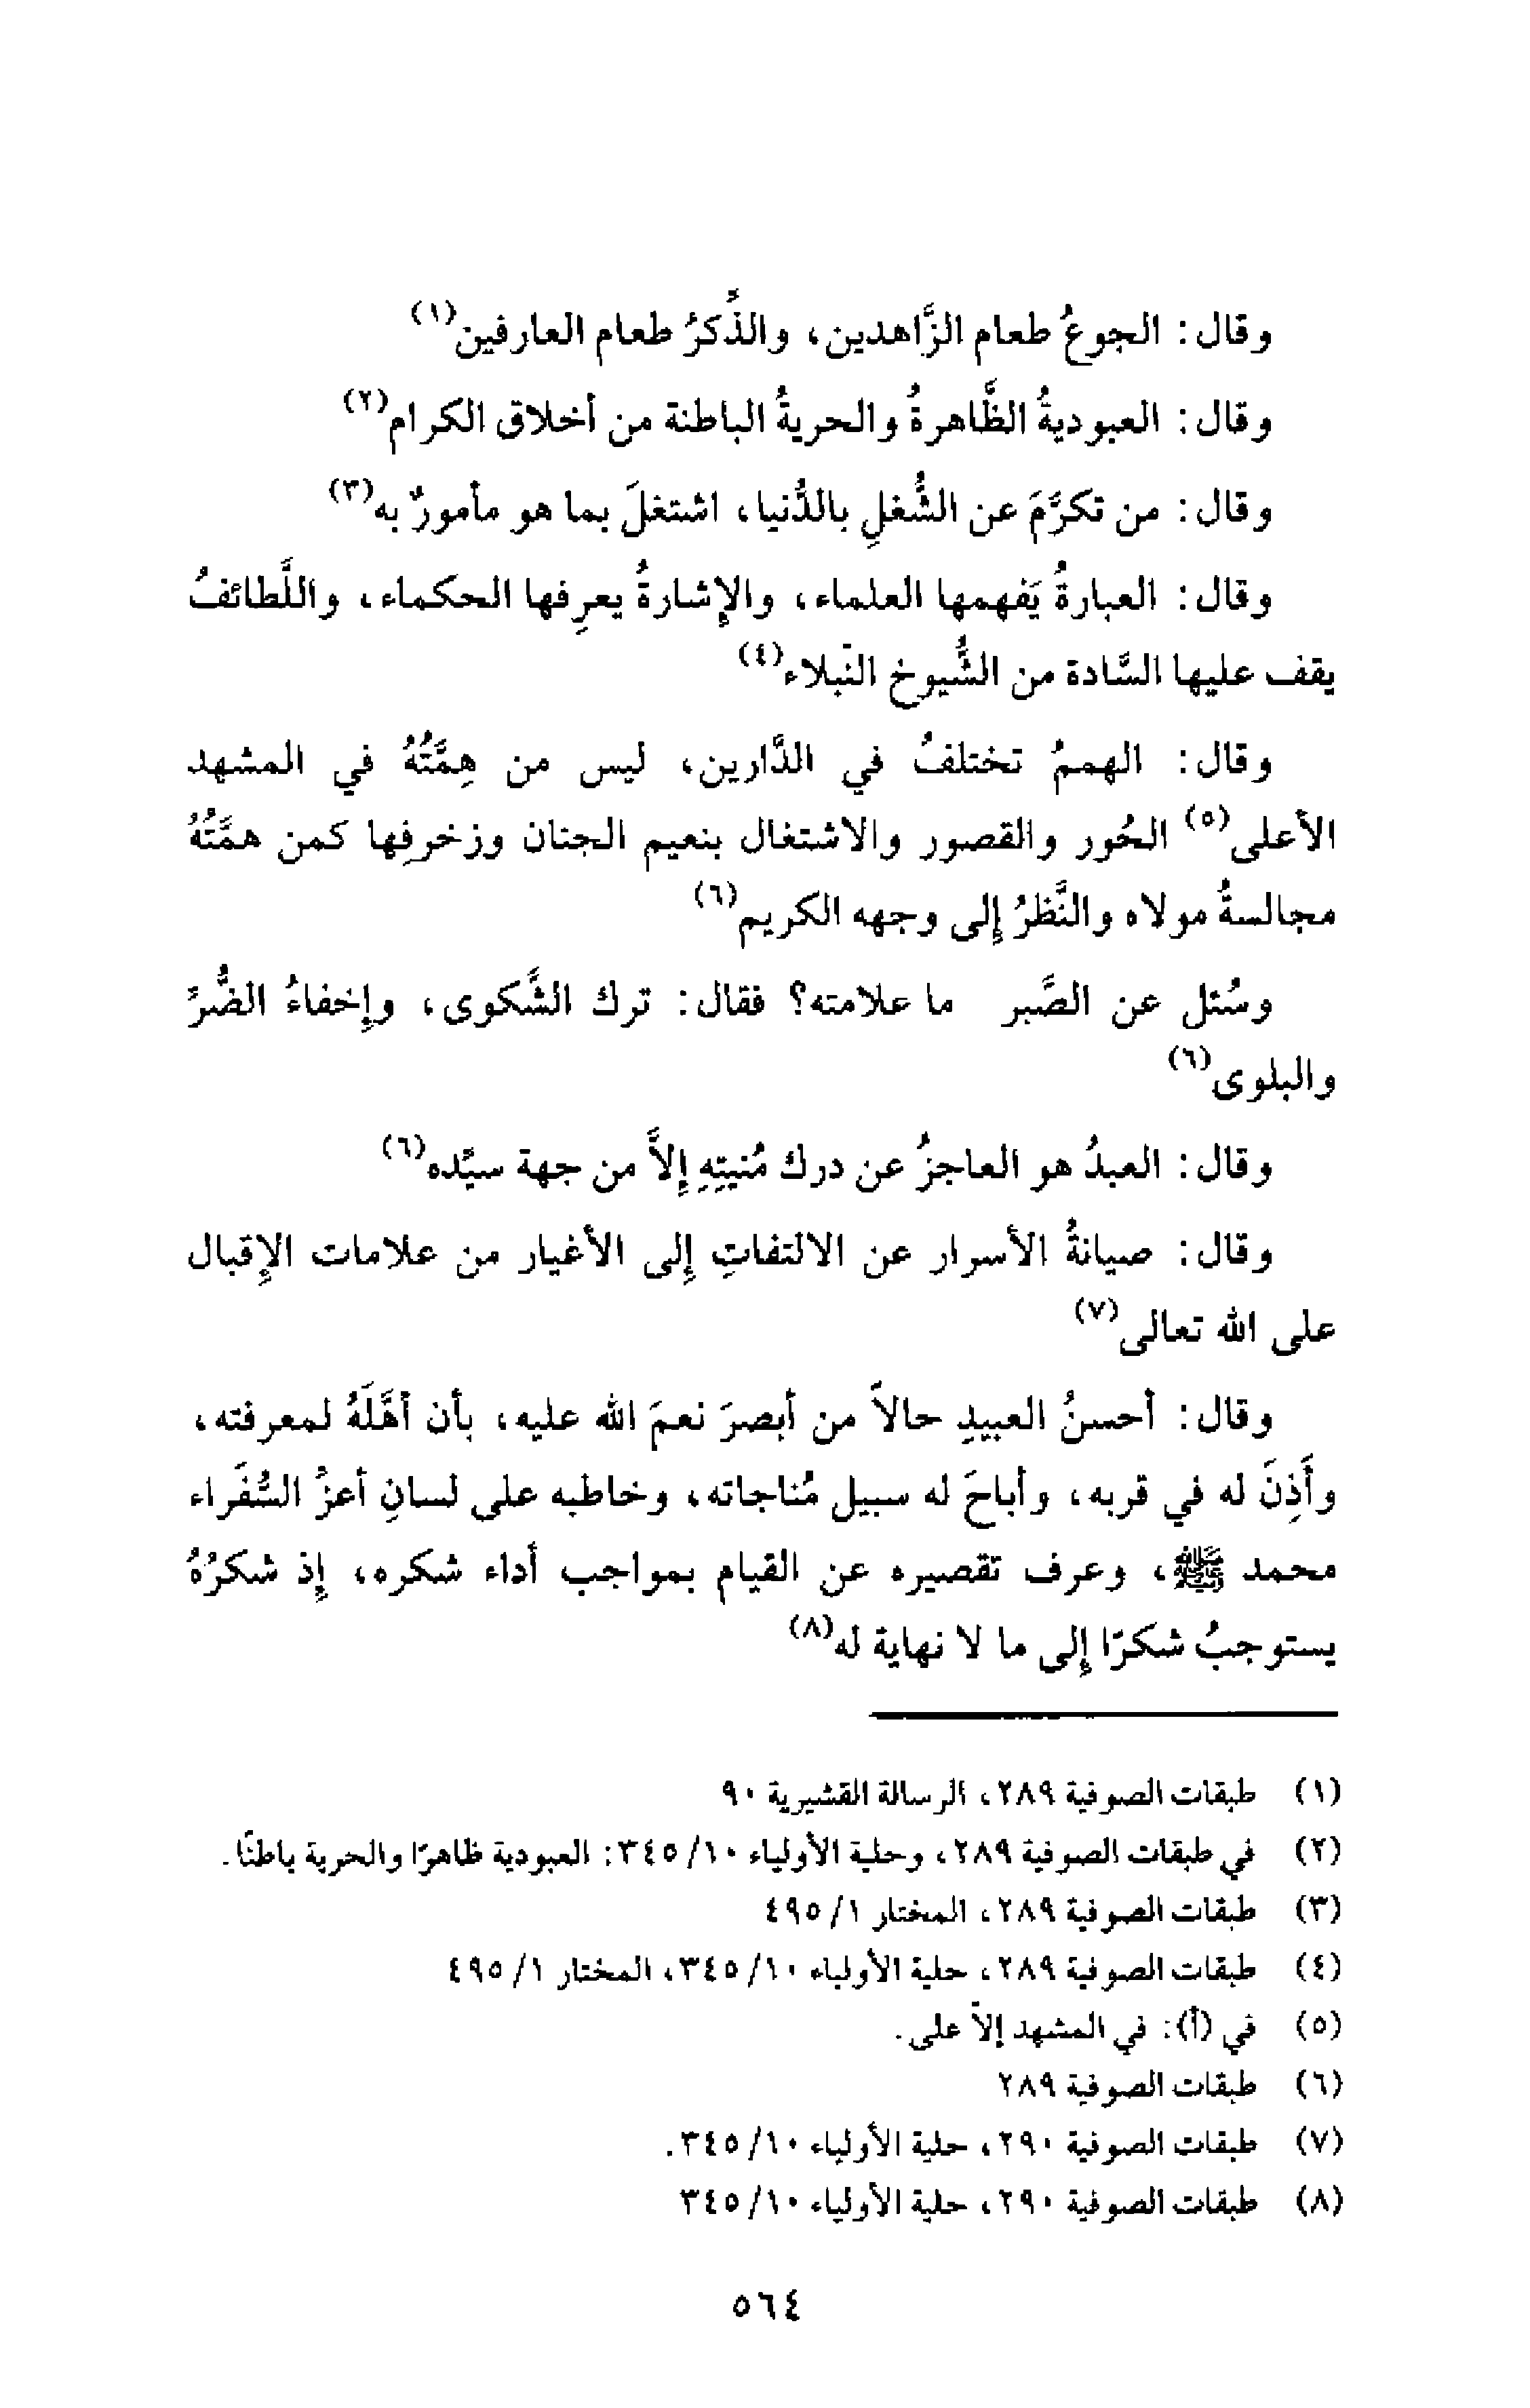 وقال: الجوعُ طعام الزَّاهدين، والذِّكرُ طعام العارفين(١)
وقال: العبوديةُ الظَّاهرةُ والحريةُ الباطنة من أخلاق الكرام(٢)
وقال: من تكرَّمَ عن الشُّغلِ بالدُّنيا، اشتغلَ بما هو مأمورٌ به(٣)
وقال: العبارةُ يَفهمها العلماء، والإشارةُ يعرِفها الحكماء، واللَّطائفُ
يقف عليها السَّادة من الشُّيوخ النّبلاء(٤)
وقال: الهممُ تختلفُ في الدَّارين، ليس من هِمَّتُهُ في المشهد
الأعلى(٥) الحُور والقصور والاشتغال بنعيم الجنان وزخرفِها كمن همَّتُهُ
مجالسةُ مولاه والنَّظرُ إلى وجهه الكريم(٦)
وسُئل عن الصَّبر ما علامته؟ فقال: ترك الشَّكوى، وإخفاءُ الضُّرِّ
والبلوى(٦)
وقال: العبدُ هو العاجزُ عن درك مُنيتِهِ إلاَّ من جهة سيِّده(٦)
وقال: صيانةُ الأسرار عن الالتفاتِ إلى الأغيار من علامات الإقبال
على الله تعالى(٧)
وقال: أحسنُ العبيدِ حالاً من أبصرَ نعمَ الله عليه، بأن أهَّلَهُ لمعرفته،
وأَذِنَ له في قربه، وأباحَ له سبيل مُناجاته، وخاطبه على لسانِ أعزِّ السُّفَراء
محمد ﷺ، وعرف تقصيره عن القيام بمواجب أداء شكره، إذ شكرُهُ
يستوجبُ شكرًا إلى ما لا نهاية له(٨)
(١) طبقات الصوفية ٢٨٩، الرسالة القشيرية ٩٠
(٢) في طبقات الصوفية ٢٨٩، وحلية الأولياء ١٠/٣٤٥: العبودية ظاهرًا والحرية باطنًا.
(٣) طبقات الصوفية ٢٨٩، المختار ١/٤٩٥
(٤) طبقات الصوفية ٢٨٩، حلية الأولياء ١٠/٣٤٥، المختار ١/٤٩٥
(٥) في (أ): في المشهد إلاّ على.
(٦) طبقات الصوفية ٢٨٩
(٧) طبقات الصوفية ٢٩٠، حلية الأولياء ١٠/٣٤٥.
(٨) طبقات الصوفية ٢٩٠، حلية الأولياء ١٠/٣٤٥
٥٦٤